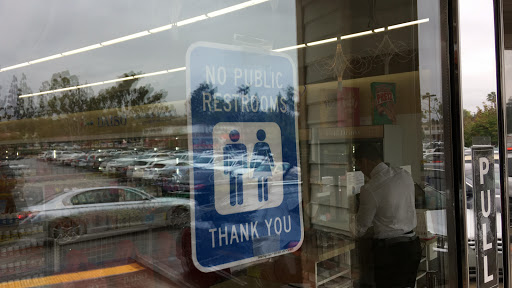 NO PUBLIC
RESTROOMS
THANK YOU
PULL